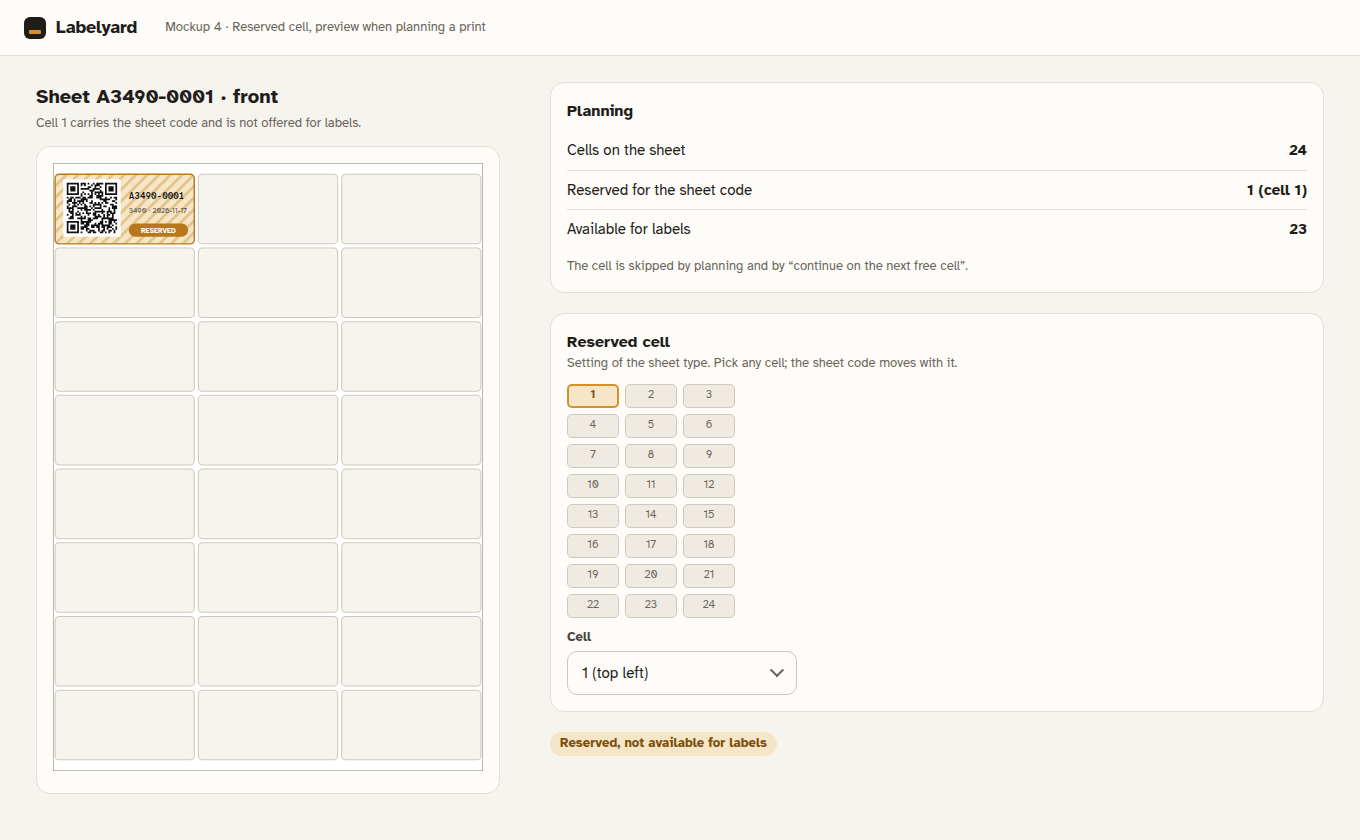 Labelyard
Mockup 4 · Reserved cell, preview when planning a print
Sheet A3490-0001 · front
Cell 1 carries the sheet code and is not offered for labels.
A3490-0001
3490 · 2026-11-17
RESERVED
Planning
Cells on the sheet 24
Reserved for the sheet code 1 (cell 1)
Available for labels 23
The cell is skipped by planning and by “continue on the next free cell”.
Reserved cell
Setting of the sheet type. Pick any cell; the sheet code moves with it.
1 2 3
4 5 6
7 8 9
10 11 12
13 14 15
16 17 18
19 20 21
22 23 24
Cell
1 (top left)
Reserved, not available for labels